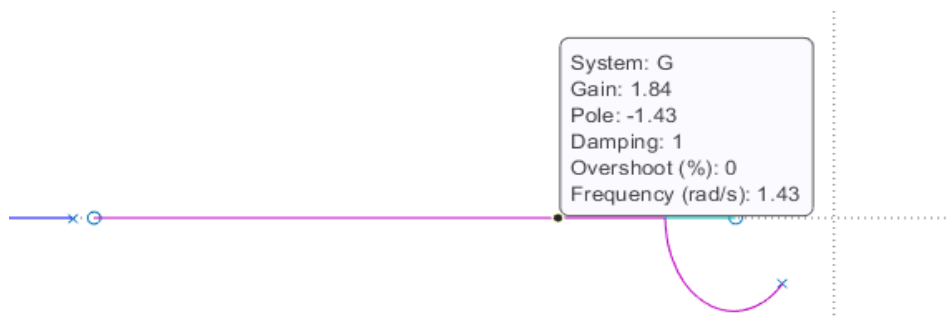 System: G
Gain: 1.84
Pole: -1.43
Damping: 1
Overshoot (%): 0
Frequency (rad/s): 1.43